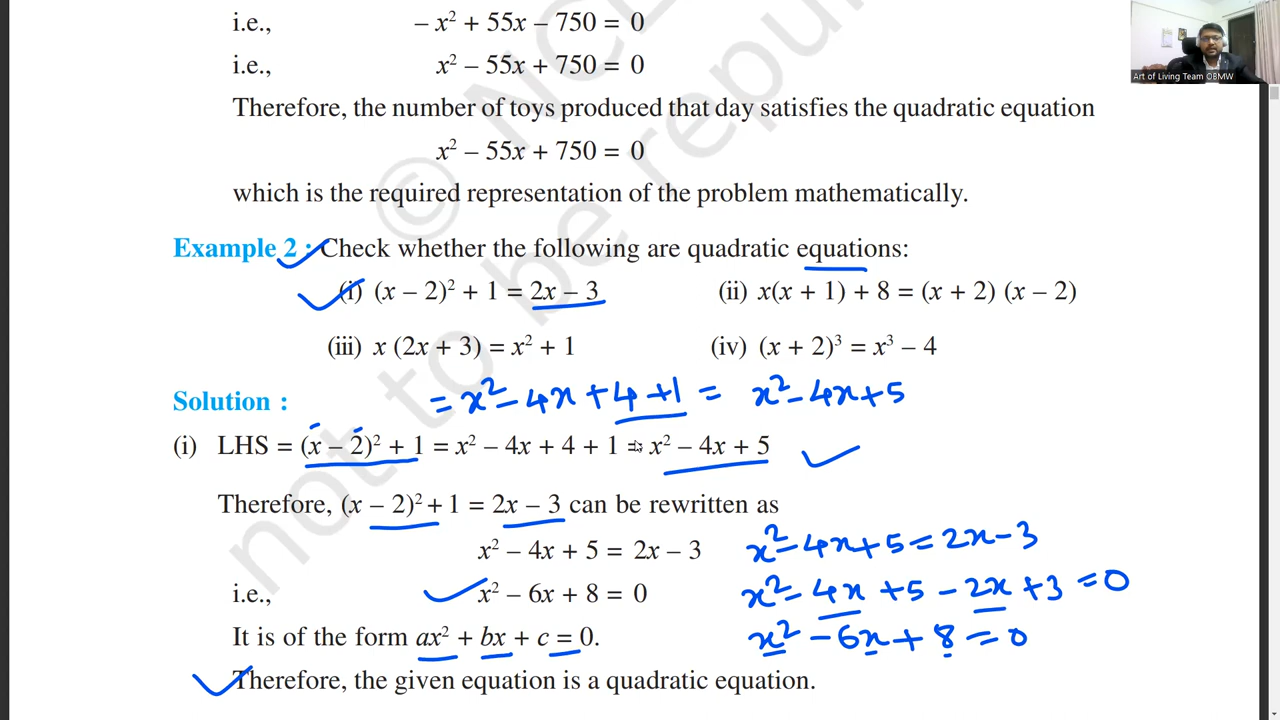 i.e., – x² + 55x – 750 = 0
i.e., x² – 55x + 750 = 0
Therefore, the number of toys produced that day satisfies the quadratic equation
x² – 55x + 750 = 0
which is the required representation of the problem mathematically.
Example 2 : Check whether the following are quadratic equations:
(i) (x – 2)² + 1 = 2x – 3 (ii) x(x + 1) + 8 = (x + 2) (x – 2)
(iii) x (2x + 3) = x² + 1 (iv) (x + 2)³ = x³ – 4
= x² – 4x + 4 + 1 = x² – 4x + 5
Solution :
(i) LHS = (x – 2)² + 1 = x² – 4x + 4 + 1 = x² – 4x + 5
Therefore, (x – 2)² + 1 = 2x – 3 can be rewritten as
x² – 4x + 5 = 2x – 3 x² – 4x + 5 = 2x – 3
i.e., x² – 6x + 8 = 0 x² – 4x + 5 – 2x + 3 = 0
It is of the form ax² + bx + c = 0. x² – 6x + 8 = 0
Therefore, the given equation is a quadratic equation.
Art of Living Team OBMW
not to be repu
© NCE